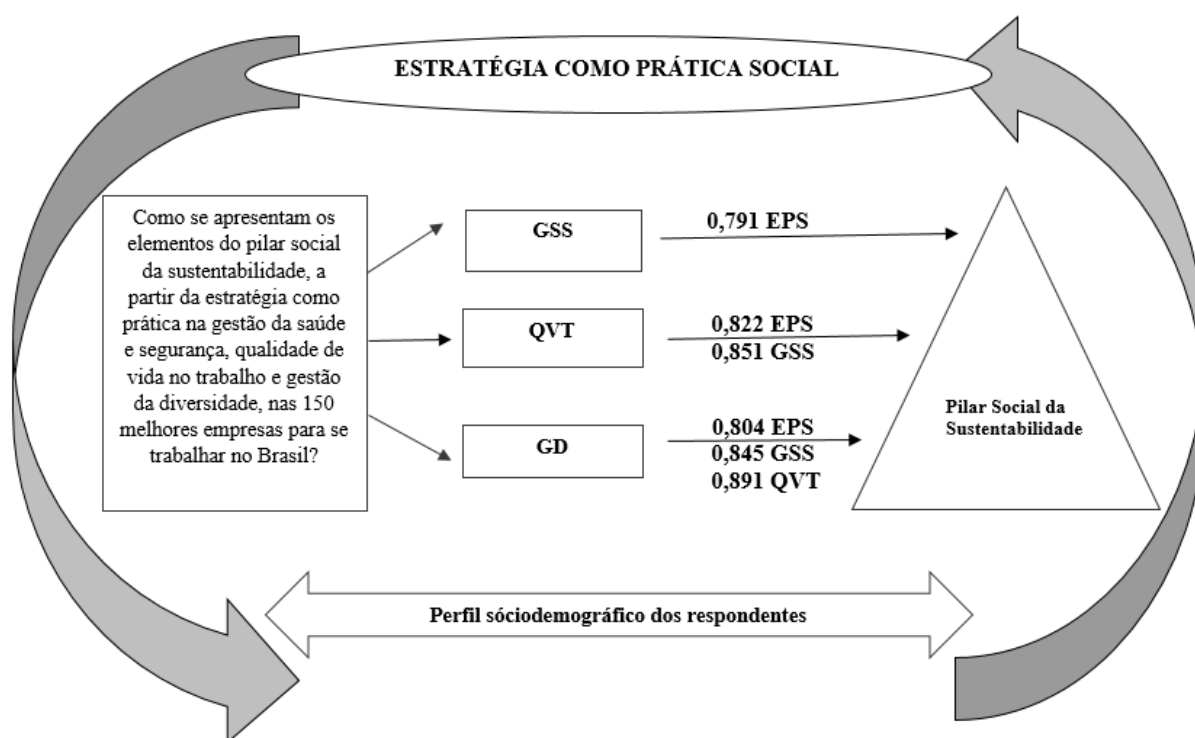 ESTRATÉGIA COMO PRÁTICA SOCIAL
Como se apresentam os
elementos do pilar social
da sustentabilidade, a
partir da estratégia como
prática na gestão da saúde
e segurança, qualidade de
vida no trabalho e gestão
da diversidade, nas 150
melhores empresas para se
trabalhar no Brasil?
GSS
0,791 EPS
QVT
0,822 EPS
0,851 GSS
GD
0,804 EPS
0,845 GSS
0,891 QVT
Pilar Social da
Sustentabilidade
Perfil sóciodemográfico dos respondentes